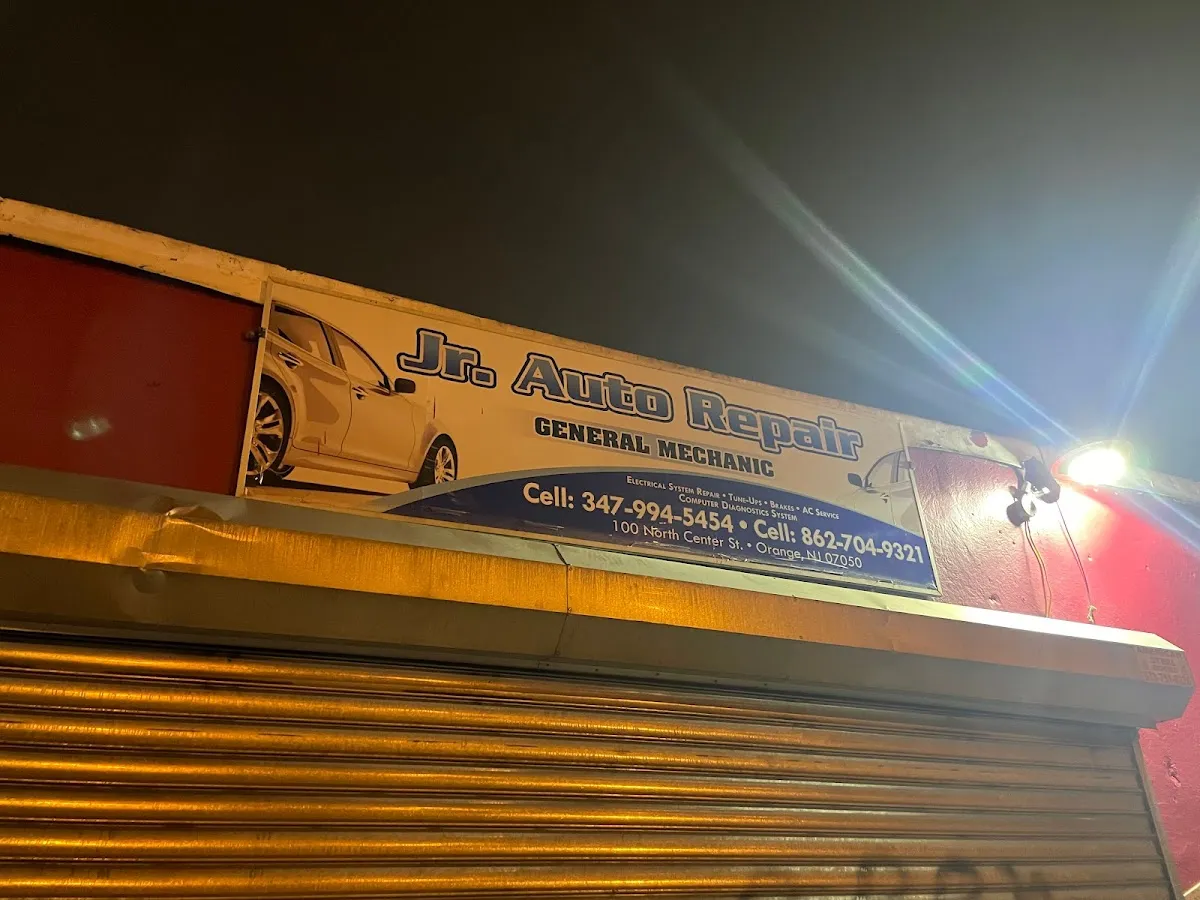 Jr. Auto Repair
GENERAL MECHANIC
Electrical System Repair • Tune-Ups • Brakes • AC Service
Computer Diagnostics System
Cell: 347-994-5454 • Cell: 862-704-9321
100 North Center St. • Orange, NJ 07050